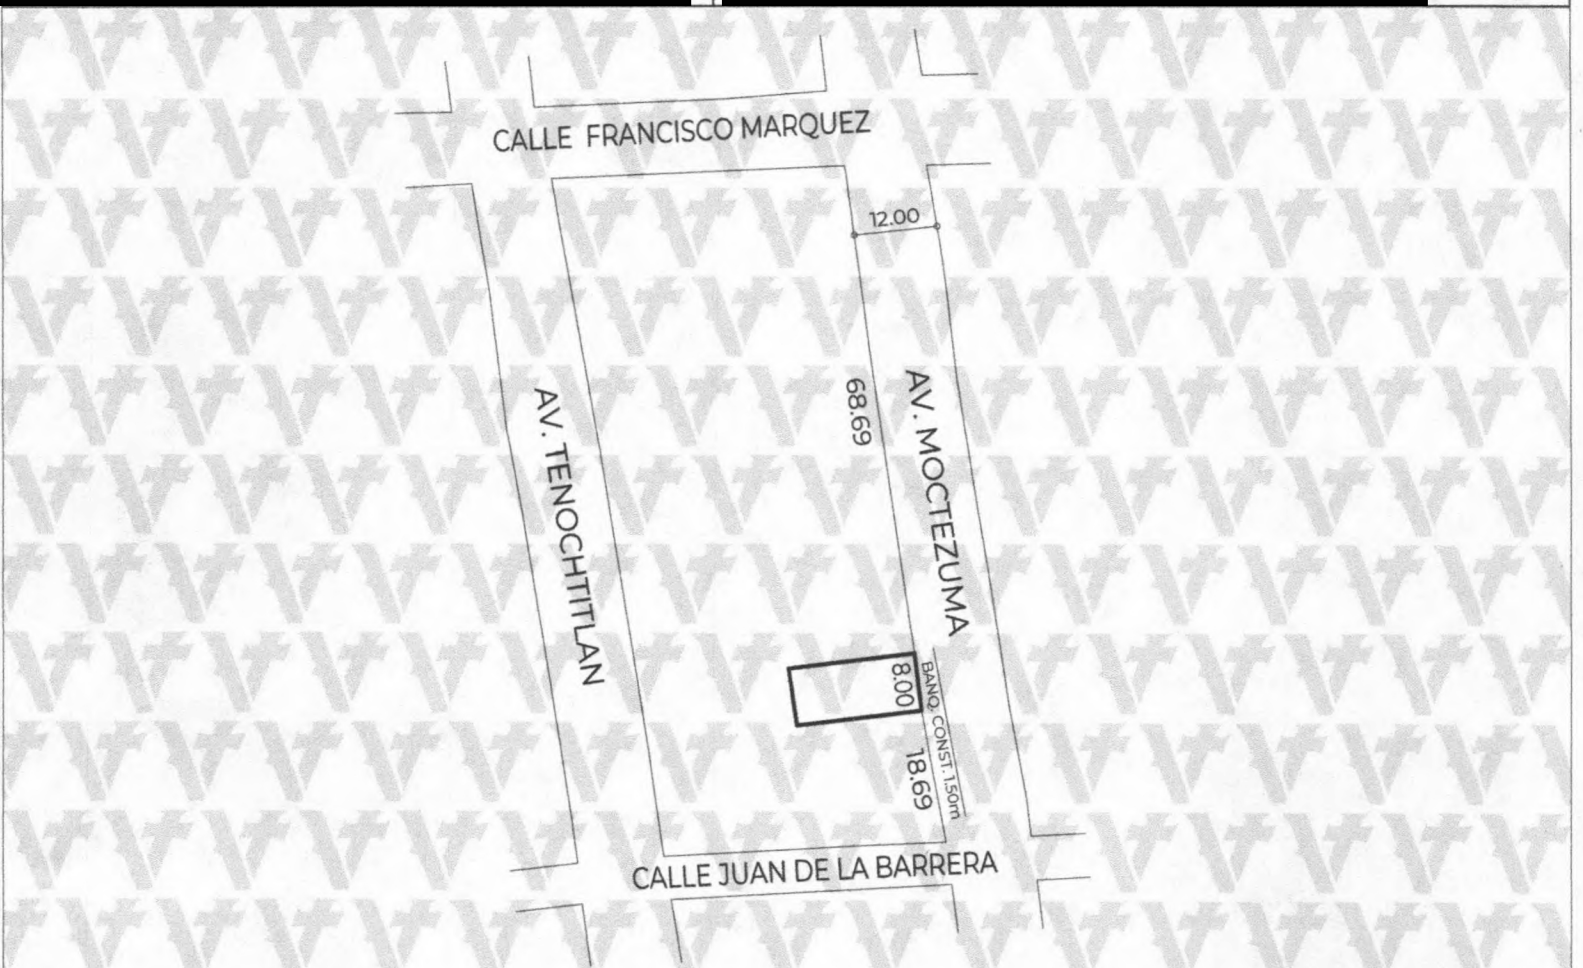 CALLE FRANCISCO MARQUEZ
12.00
68.69
AV. MOCTEZUMA
AV. TENOCHTITLAN
8.00
BANQ. CONST. 1.50m
18.69
CALLE JUAN DE LA BARRERA